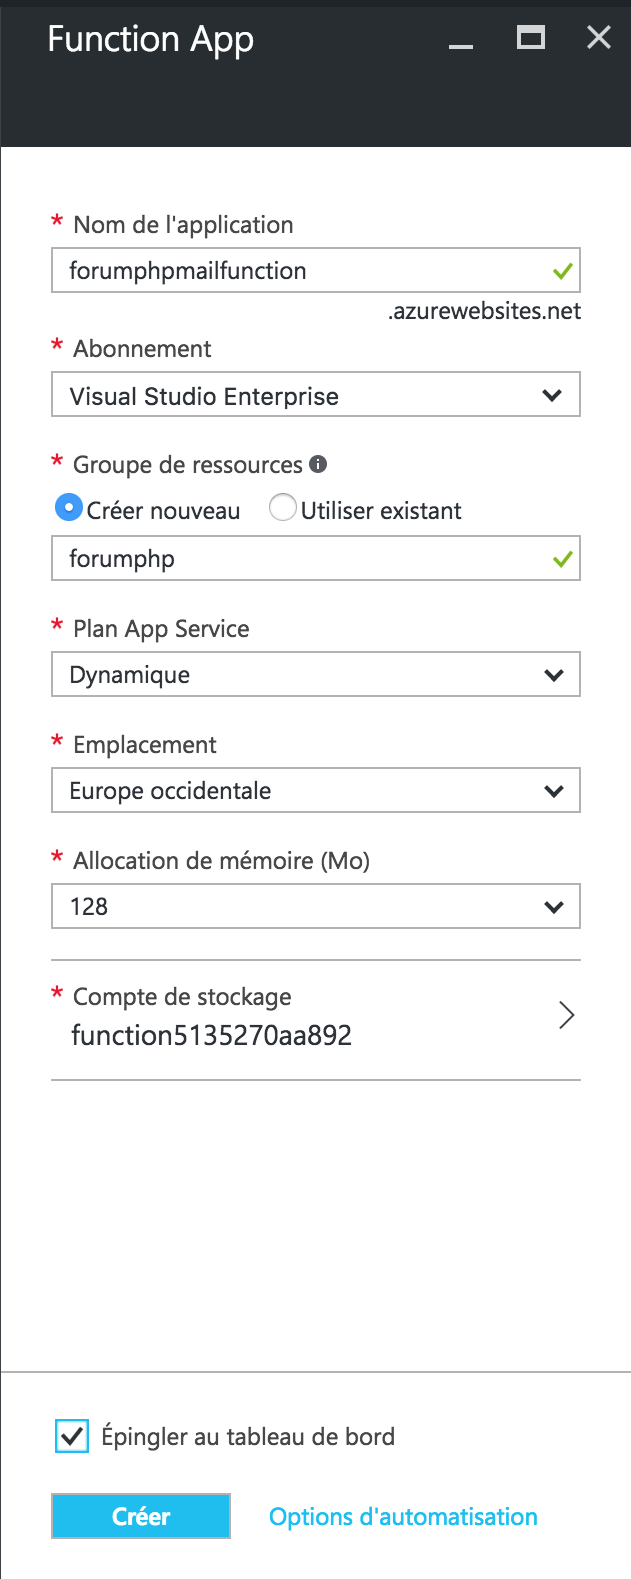 Function App
* Nom de l'application
forumphpmailfunction
.azurewebsites.net
* Abonnement
Visual Studio Enterprise
* Groupe de ressources
Créer nouveau Utiliser existant
forumphp
* Plan App Service
Dynamique
* Emplacement
Europe occidentale
* Allocation de mémoire (Mo)
128
* Compte de stockage
function5135270aa892
Épingler au tableau de bord
Créer Options d'automatisation